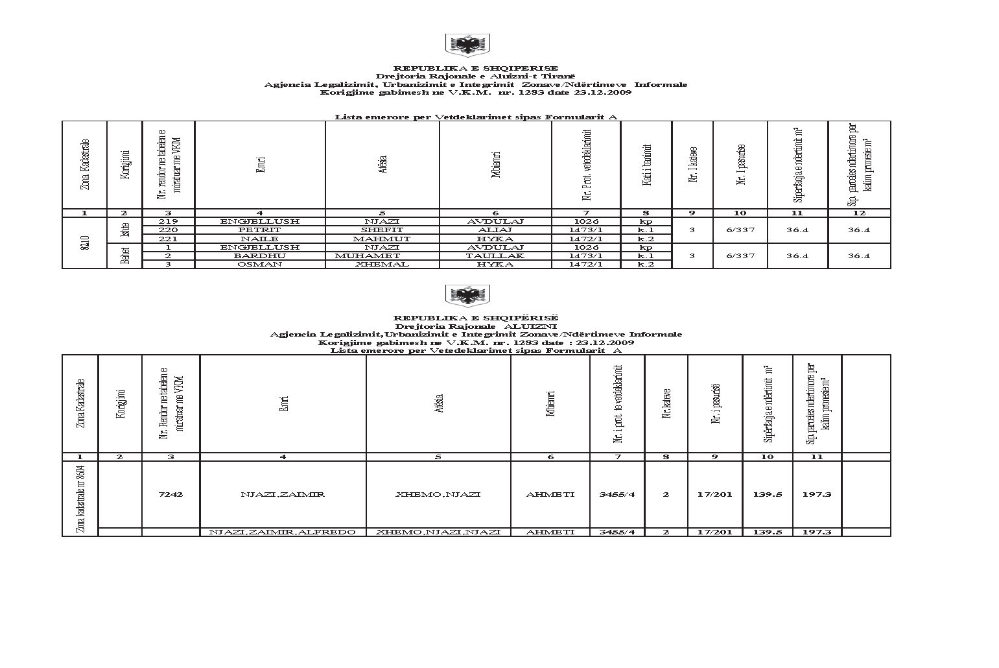 REPUBLIKA E SHQIPERISE
Drejtoria Rajonale e Aluizni-t Tiranë
Agjencia Legalizimit, Urbanizimit e Integrimit Zonave/Ndërtimeve Informale
Korigjime gabimesh ne V.K.M. nr. 1283 date 23.12.2009
Lista emerore per Vetdeklarimet sipas Formularit A
Zona Kadastrale
Korigjimi
Nr. rendor ne tabelen e
miratuar me VKM
Emri
Atësia
Mbiemri
Nr. Prot. vetedeklarimit
Kati i banimit
Nr. I kateve
Nr. I pasurise
Siperfaqja e ndertimit m²
Sip. parceles ndertimore per
kalim pronesie m²
1 2 3 4 5 6 7 8 9 10 11 12
8210
Ishte
219 ENGJELLUSH NJAZI AVDULAJ 1026 kp
220 PETRIT SHEFIT ALIAJ 1473/1 k.1 3 6/337 36.4 36.4
221 NAILE MAHMUT HYKA 1472/1 k.2
Behet
1 ENGJELLUSH NJAZI AVDULAJ 1026 kp
2 BARDHU MUHAMET TAULLAK 1473/1 k.1 3 6/337 36.4 36.4
3 OSMAN XHEMAL HYKA 1472/1 k.2
REPUBLIKA E SHQIPËRISË
Drejtoria Rajonale ALUIZNI
Agjencia Legalizimit,Urbanizimit e Integrimit Zonave/Ndërtimeve Informale
Korigjime gabimesh ne V.K.M. nr. 1283 date : 23.12.2009
Lista emerore per Vetedeklarimet sipas Formularit A
Zona Kadastrale
Korigjimi
Nr. Rendor ne tabelen e
miratuar me VKM
Emri
Atësia
Mbiemri
Nr. i prot. te vetdeklarimit
Nr.kateve
Nr. i pasurisë
Sipërfaqja e ndërtimit m²
Sip.parceles ndertimore per
kalim pronesie m²
1 2 3 4 5 6 7 8 9 10 11
Zona kadastrale nr 8604
7242 NJAZI,ZAIMIR XHEMO,NJAZI AHMETI 3455/4 2 17/201 139.5 197.3
NJAZI,ZAIMIR,ALFREDO XHEMO,NJAZI,NJAZI AHMETI 3455/4 2 17/201 139.5 197.3